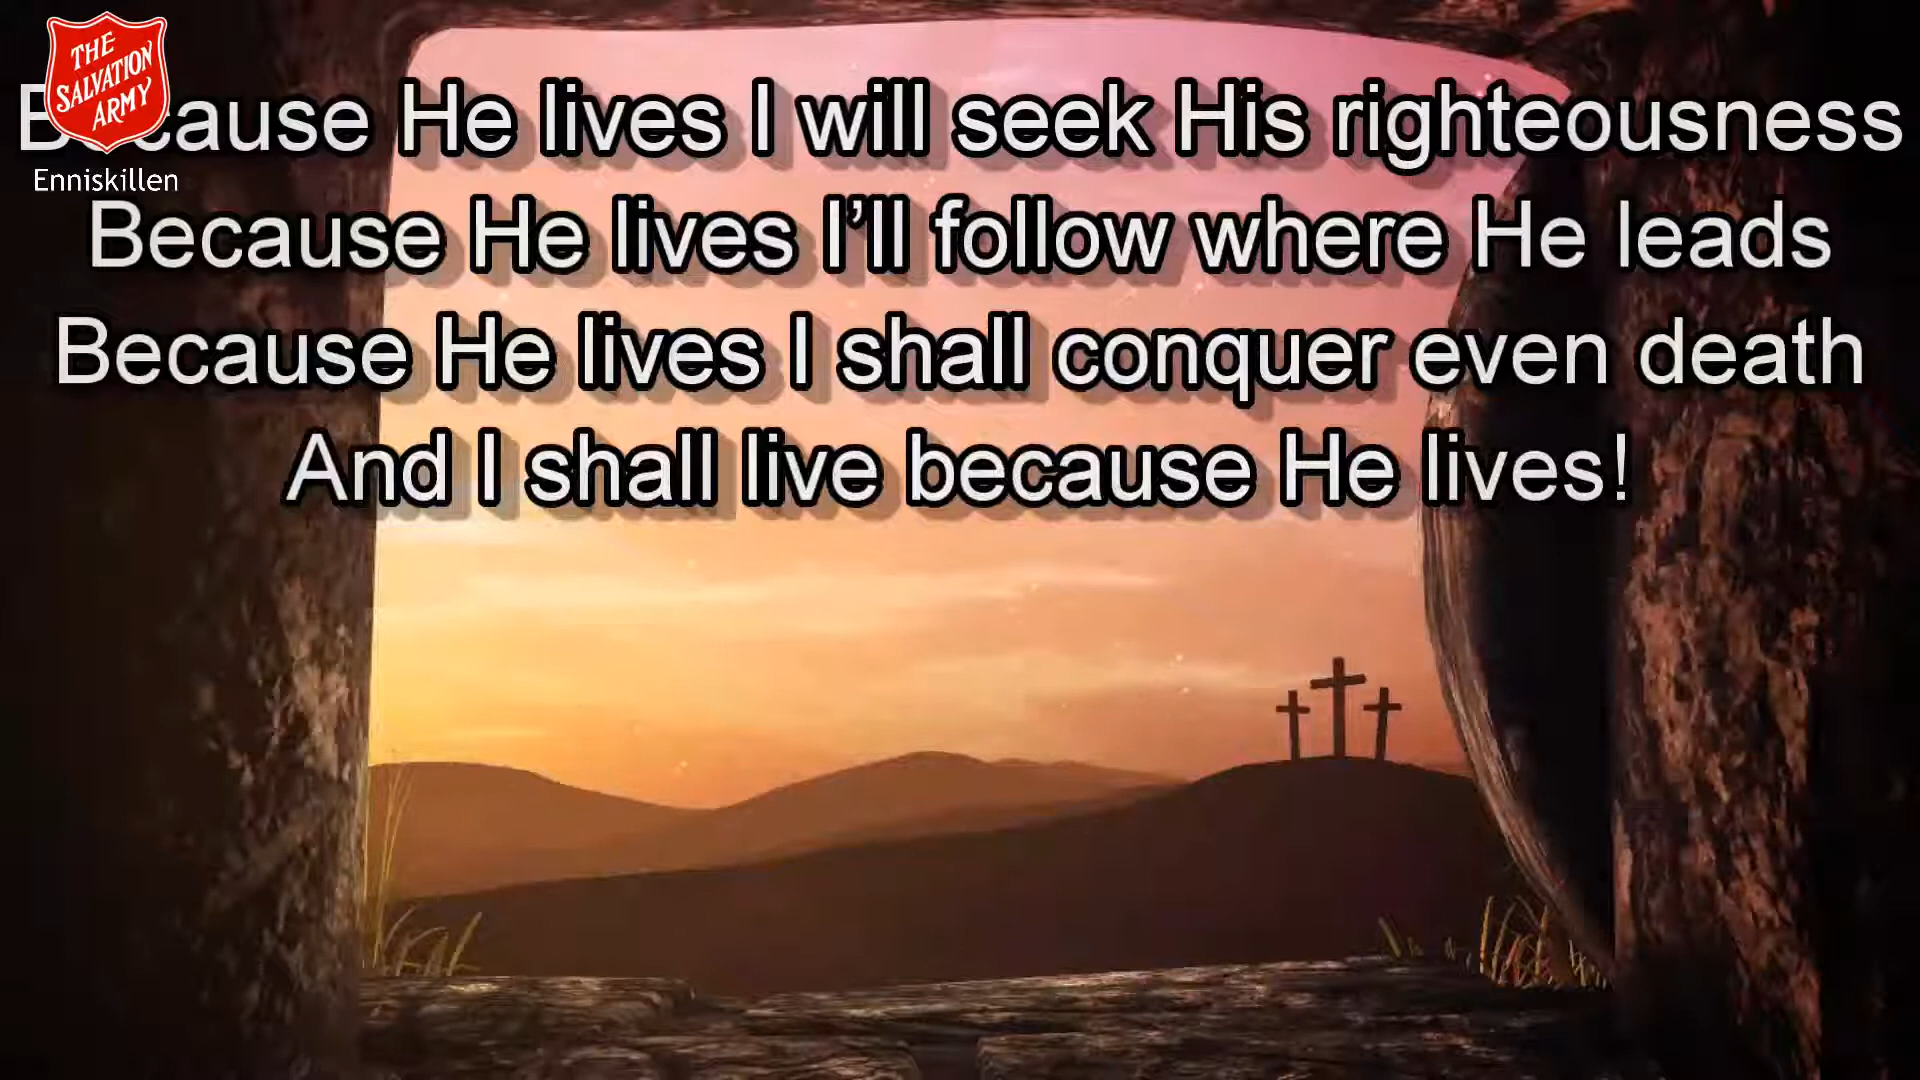 THE
SALVATION
ARMY
Enniskillen
Because He lives I will seek His righteousness
Because He lives I’ll follow where He leads
Because He lives I shall conquer even death
And I shall live because He lives!